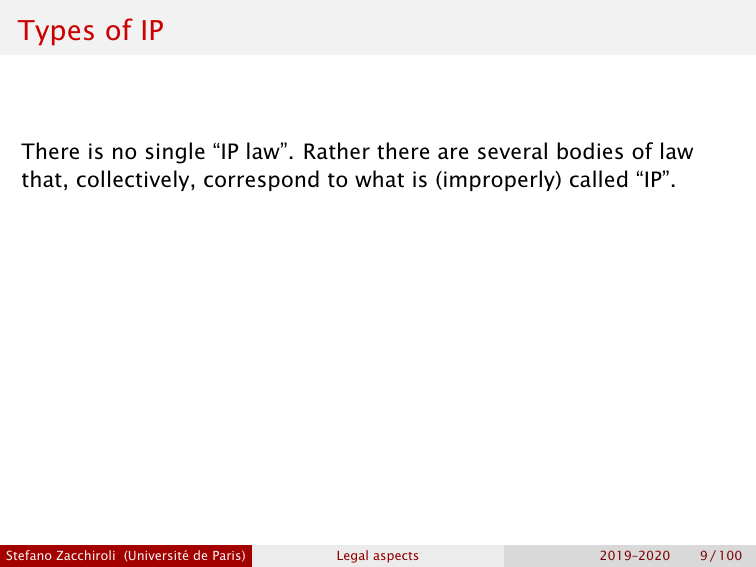 Types of IP
There is no single “IP law”. Rather there are several bodies of law
that, collectively, correspond to what is (improperly) called “IP”.
Stefano Zacchiroli (Université de Paris) Legal aspects 2019–2020 9 / 100